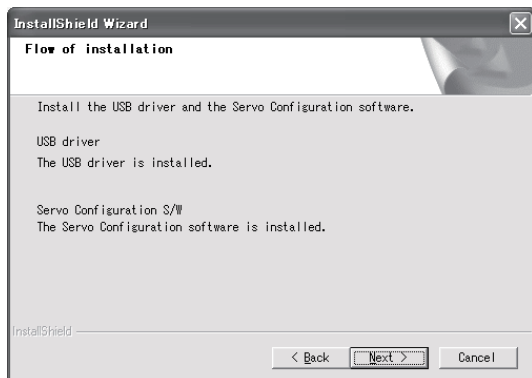 InstallShield Wizard
Flow of installation
Install the USB driver and the Servo Configuration software.
USB driver
The USB driver is installed.
Servo Configuration S/W
The Servo Configuration software is installed.
InstallShield
< Back Next > Cancel